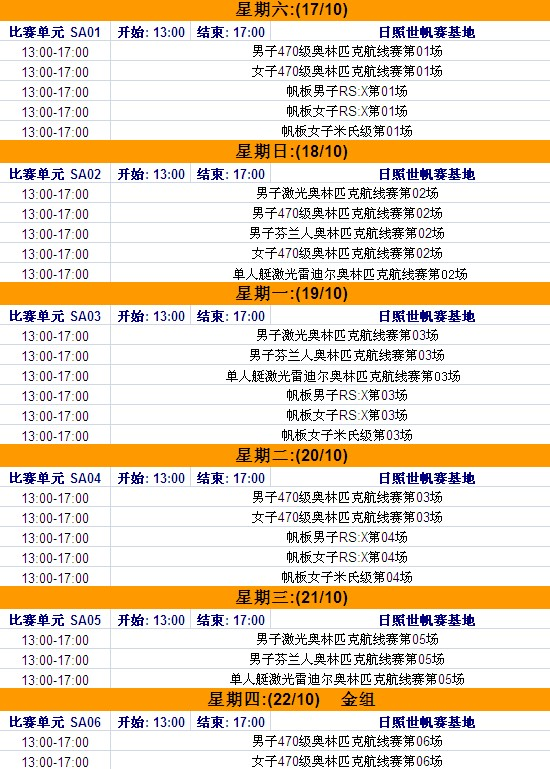 星期六:(17/10)
比赛单元 SA01 开始: 13:00 结束: 17:00 日照世帆赛基地
13:00-17:00 男子470级奥林匹克航线赛第01场
13:00-17:00 女子470级奥林匹克航线赛第01场
13:00-17:00 帆板男子RS:X第01场
13:00-17:00 帆板女子RS:X第01场
13:00-17:00 帆板女子米氏级第01场
星期日:(18/10)
比赛单元 SA02 开始: 13:00 结束: 17:00 日照世帆赛基地
13:00-17:00 男子激光奥林匹克航线赛第02场
13:00-17:00 男子470级奥林匹克航线赛第02场
13:00-17:00 男子芬兰人奥林匹克航线赛第02场
13:00-17:00 女子470级奥林匹克航线赛第02场
13:00-17:00 单人艇激光雷迪尔奥林匹克航线赛第02场
星期一:(19/10)
比赛单元 SA03 开始: 13:00 结束: 17:00 日照世帆赛基地
13:00-17:00 男子激光奥林匹克航线赛第03场
13:00-17:00 男子芬兰人奥林匹克航线赛第03场
13:00-17:00 单人艇激光雷迪尔奥林匹克航线赛第03场
13:00-17:00 帆板男子RS:X第03场
13:00-17:00 帆板女子RS:X第03场
13:00-17:00 帆板女子米氏级第03场
星期二:(20/10)
比赛单元 SA04 开始: 13:00 结束: 17:00 日照世帆赛基地
13:00-17:00 男子470级奥林匹克航线赛第03场
13:00-17:00 女子470级奥林匹克航线赛第03场
13:00-17:00 帆板男子RS:X第04场
13:00-17:00 帆板女子RS:X第04场
13:00-17:00 帆板女子米氏级第04场
星期三:(21/10)
比赛单元 SA05 开始: 13:00 结束: 17:00 日照世帆赛基地
13:00-17:00 男子激光奥林匹克航线赛第05场
13:00-17:00 男子芬兰人奥林匹克航线赛第05场
13:00-17:00 单人艇激光雷迪尔奥林匹克航线赛第05场
星期四:(22/10) 金组
比赛单元 SA06 开始: 13:00 结束: 17:00 日照世帆赛基地
13:00-17:00 男子470级奥林匹克航线赛第06场
13:00-17:00 女子470级奥林匹克航线赛第06场